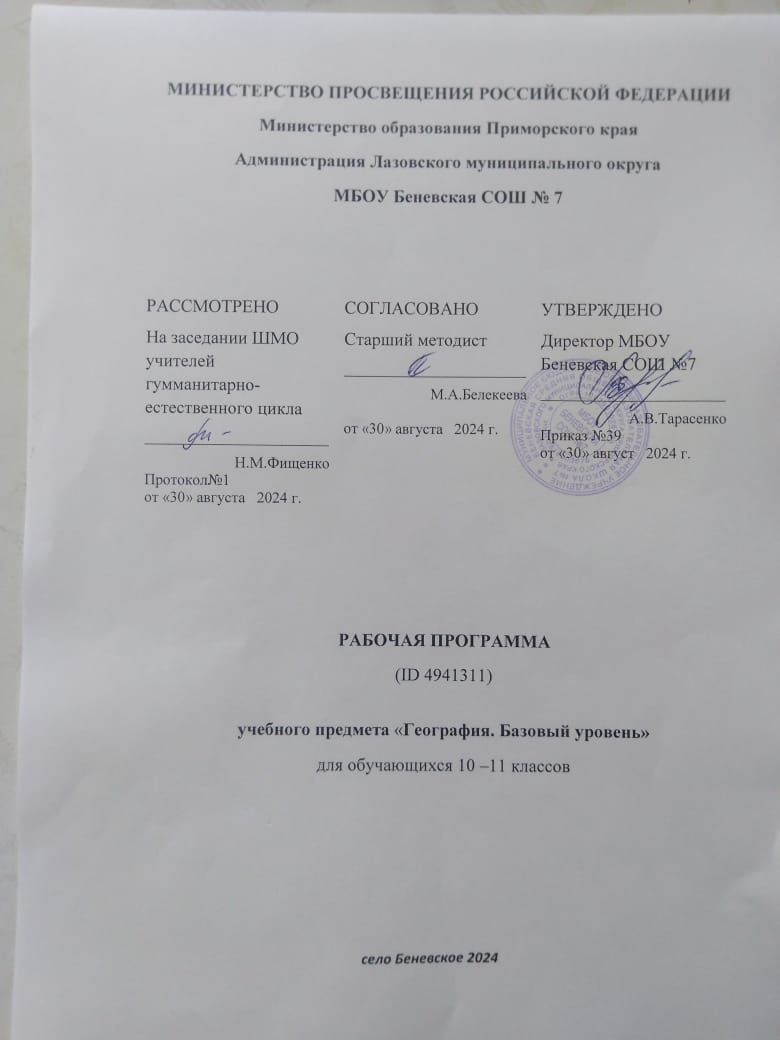 МИНИСТЕРСТВО ПРОСВЕЩЕНИЯ РОССИЙСКОЙ ФЕДЕРАЦИИ
Министерство образования Приморского края
Администрация Лазовского муниципального округа
МБОУ Беневская СОШ № 7
РАССМОТРЕНО
На заседании ШМО
учителей
гумманитарно-
естественного цикла
Н.М.Фищенко
Протокол№1
от «30» августа 2024 г.
СОГЛАСОВАНО
Старший методист
М.А.Белекеева
от «30» августа 2024 г.
УТВЕРЖДЕНО
Директор МБОУ
Беневская СОШ №7
А.В.Тарасенко
Приказ №39
от «30» август 2024 г.
РАБОЧАЯ ПРОГРАММА
(ID 4941311)
учебного предмета «География. Базовый уровень»
для обучающихся 10 –11 классов
село Беневское 2024